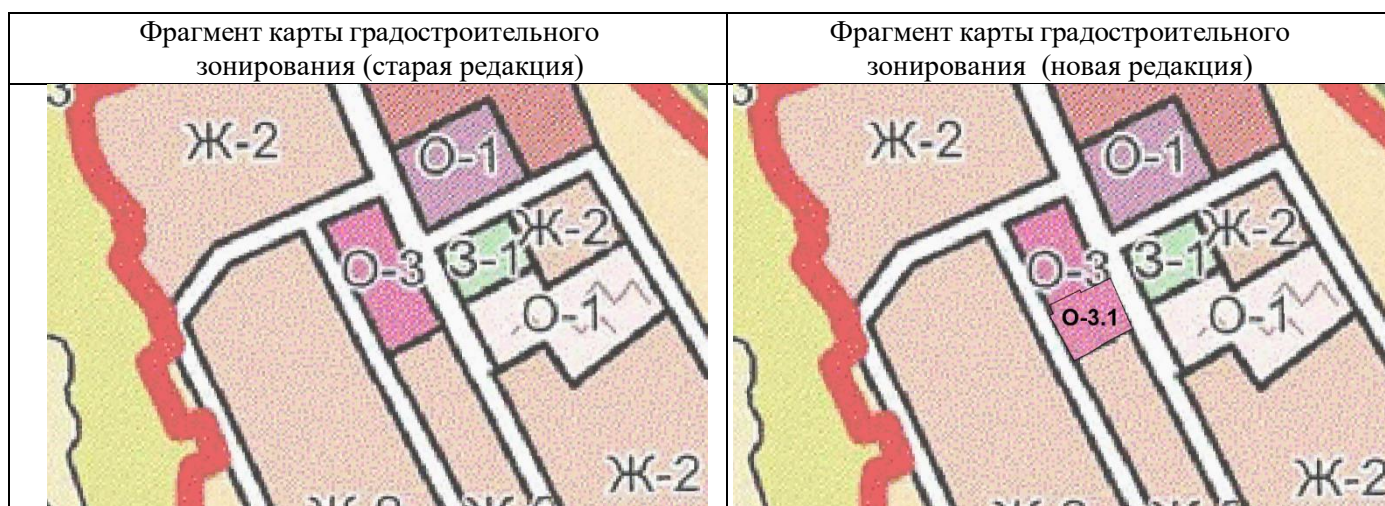 Фрагмент карты градостроительного
зонирования (старая редакция)
Фрагмент карты градостроительного
зонирования (новая редакция)
Ж-2
О-1
О-3
З-1
Ж-2
О-1
Ж-2
Ж-2
О-1
О-3
З-1
Ж-2
О-1
О-3.1
Ж-2